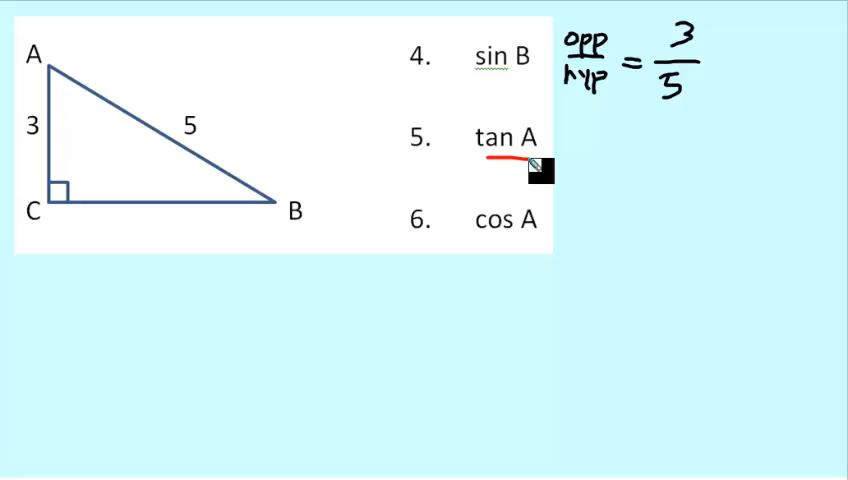 A
3
5
C
B
4. sin B
opp/hyp = 3/5
5. tan A
6. cos A